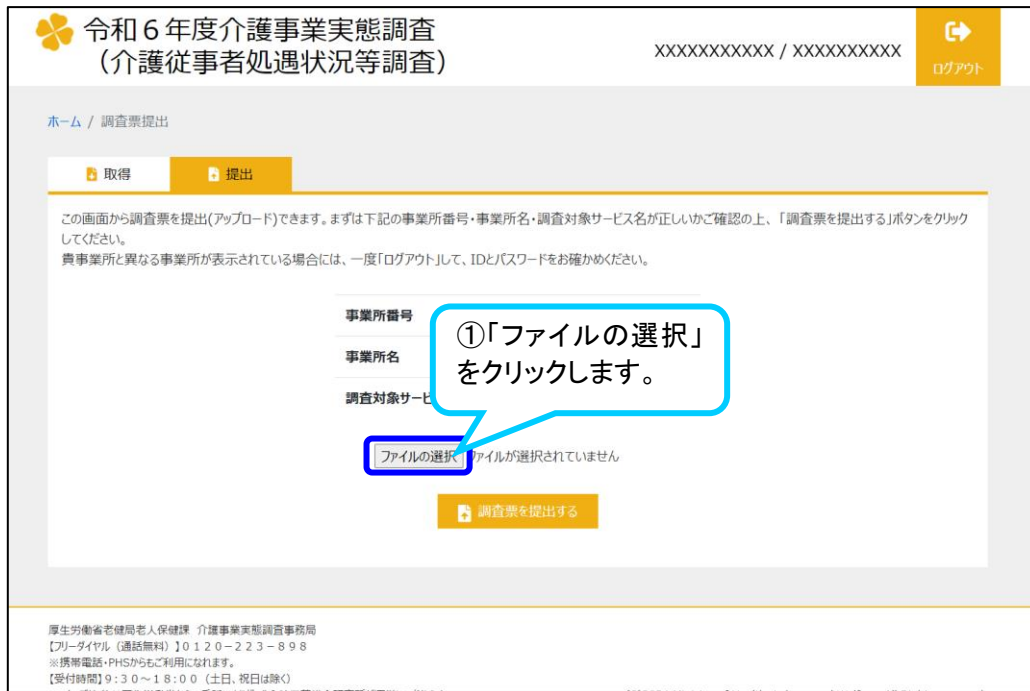 令和６年度介護事業実態調査
（介護従事者処遇状況等調査）
XXXXXXXXXXX / XXXXXXXXXX
ログアウト
ホーム / 調査票提出
取得
提出
この画面から調査票を提出(アップロード)できます。まずは下記の事業所番号・事業所名・調査対象サービス名が正しいかご確認の上、「調査票を提出する」ボタンをクリック
してください。
貴事業所と異なる事業所が表示されている場合には、一度「ログアウト」して、IDとパスワードをお確かめください。
事業所番号
事業所名
調査対象サービ
①「ファイルの選択」
をクリックします。
ファイルの選択 ファイルが選択されていません
調査票を提出する
厚生労働省老健局老人保健課 介護事業実態調査事務局
【フリーダイヤル（通話無料）】０１２０－２２３－８９８
※携帯電話・PHSからもご利用になれます。
【受付時間】９：３０～１８：００（土日、祝日は除く）